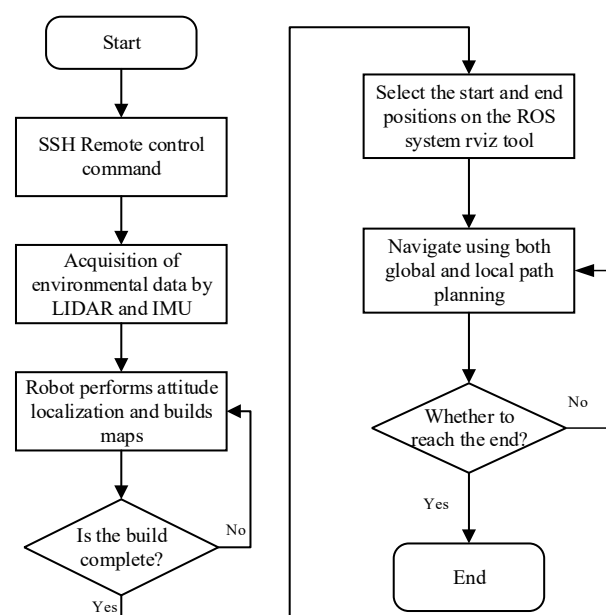 Start
SSH Remote control
command
Acquisition of
environmental data by
LIDAR and IMU
Robot performs attitude
localization and builds
maps
Is the build
complete?
No
Yes
Select the start and end
positions on the ROS
system rviz tool
Navigate using both
global and local path
planning
Whether to
reach the end?
No
Yes
End